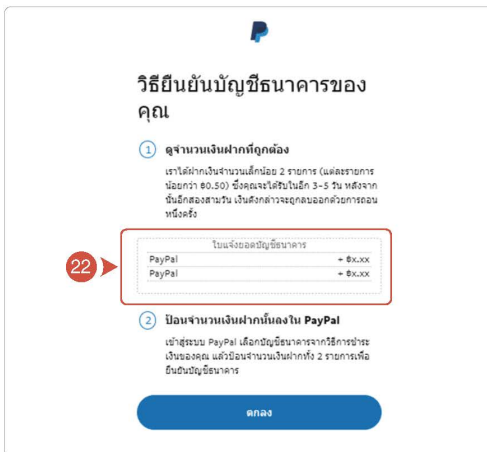 วิธียืนยันบัญชีธนาคารของ
คุณ
1 ดูจำนวนเงินฝากที่ถูกต้อง
เราได้ฝากเงินจำนวนเล็กน้อย 2 รายการ (แต่ละรายการ
น้อยกว่า ฿0.50) ซึ่งคุณจะได้รับในอีก 3-5 วัน หลังจาก
นั้นอีกสองสามวัน เงินดังกล่าวจะถูกลบออกด้วยการถอน
หนึ่งครั้ง
22
ใบแจ้งยอดบัญชีธนาคาร
PayPal + ฿x.xx
PayPal + ฿x.xx
2 ป้อนจำนวนเงินฝากนั้นลงใน PayPal
เข้าสู่ระบบ PayPal เลือกบัญชีธนาคารจากวิธีการชำระ
เงินของคุณ แล้วป้อนจำนวนเงินฝากทั้ง 2 รายการเพื่อ
ยืนยันบัญชีธนาคาร
ตกลง